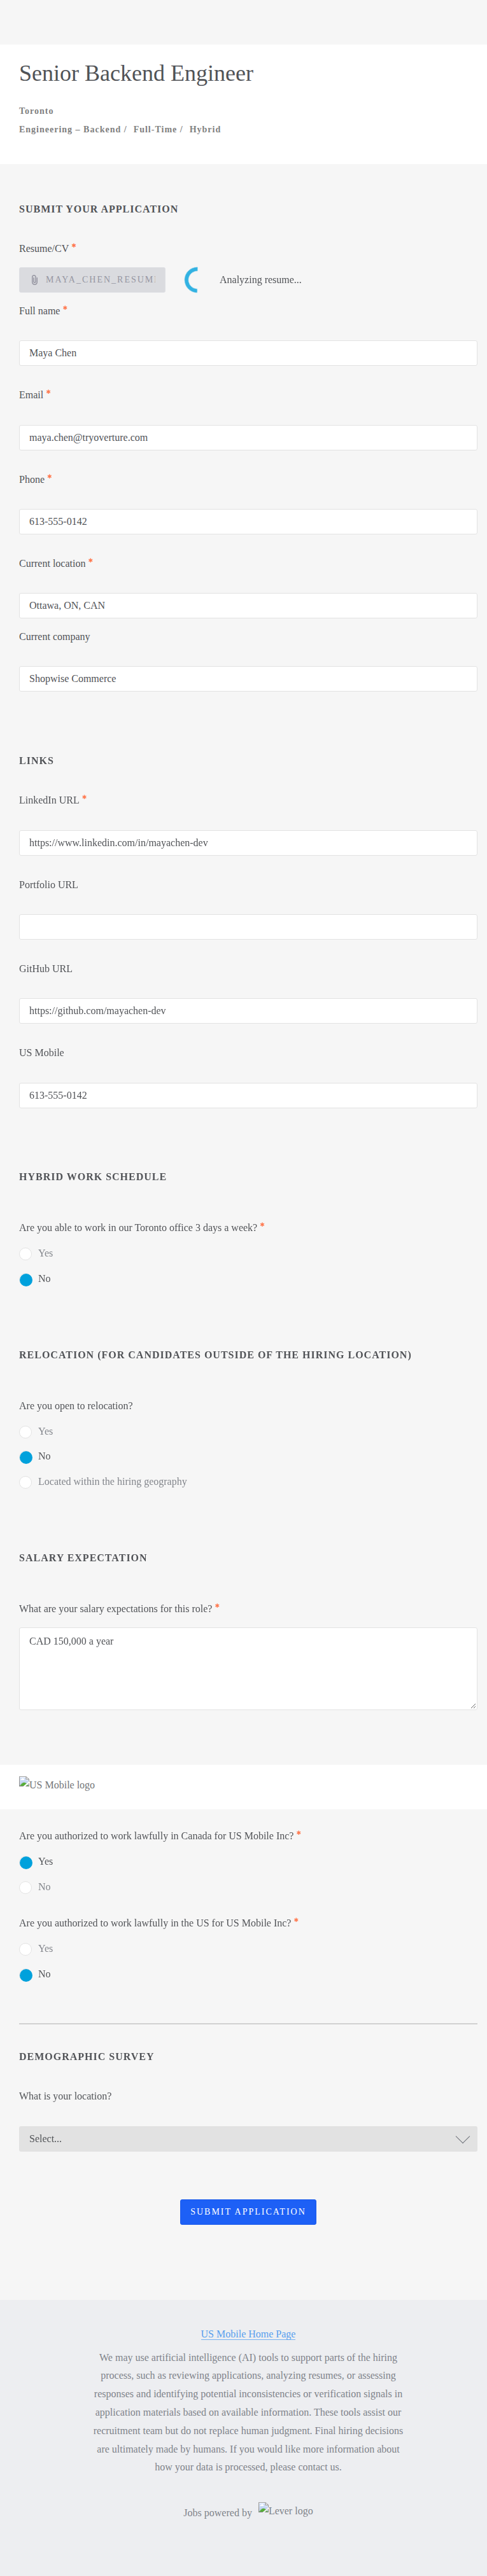 Senior Backend Engineer
Toronto
Engineering – Backend / Full-Time / Hybrid
SUBMIT YOUR APPLICATION
Resume/CV *
MAYA_CHEN_RESUM
Analyzing resume...
Full name *
Maya Chen
Email *
maya.chen@tryoverture.com
Phone *
613-555-0142
Current location *
Ottawa, ON, CAN
Current company
Shopwise Commerce
LINKS
LinkedIn URL *
https://www.linkedin.com/in/mayachen-dev
Portfolio URL
GitHub URL
https://github.com/mayachen-dev
US Mobile
613-555-0142
HYBRID WORK SCHEDULE
Are you able to work in our Toronto office 3 days a week? *
Yes
No
RELOCATION (FOR CANDIDATES OUTSIDE OF THE HIRING LOCATION)
Are you open to relocation?
Yes
No
Located within the hiring geography
SALARY EXPECTATION
What are your salary expectations for this role? *
CAD 150,000 a year
US Mobile logo
Are you authorized to work lawfully in Canada for US Mobile Inc? *
Yes
No
Are you authorized to work lawfully in the US for US Mobile Inc? *
Yes
No
DEMOGRAPHIC SURVEY
What is your location?
Select...
SUBMIT APPLICATION
US Mobile Home Page
We may use artificial intelligence (AI) tools to support parts of the hiring
process, such as reviewing applications, analyzing resumes, or assessing
responses and identifying potential inconsistencies or verification signals in
application materials based on available information. These tools assist our
recruitment team but do not replace human judgment. Final hiring decisions
are ultimately made by humans. If you would like more information about
how your data is processed, please contact us.
Jobs powered by Lever logo